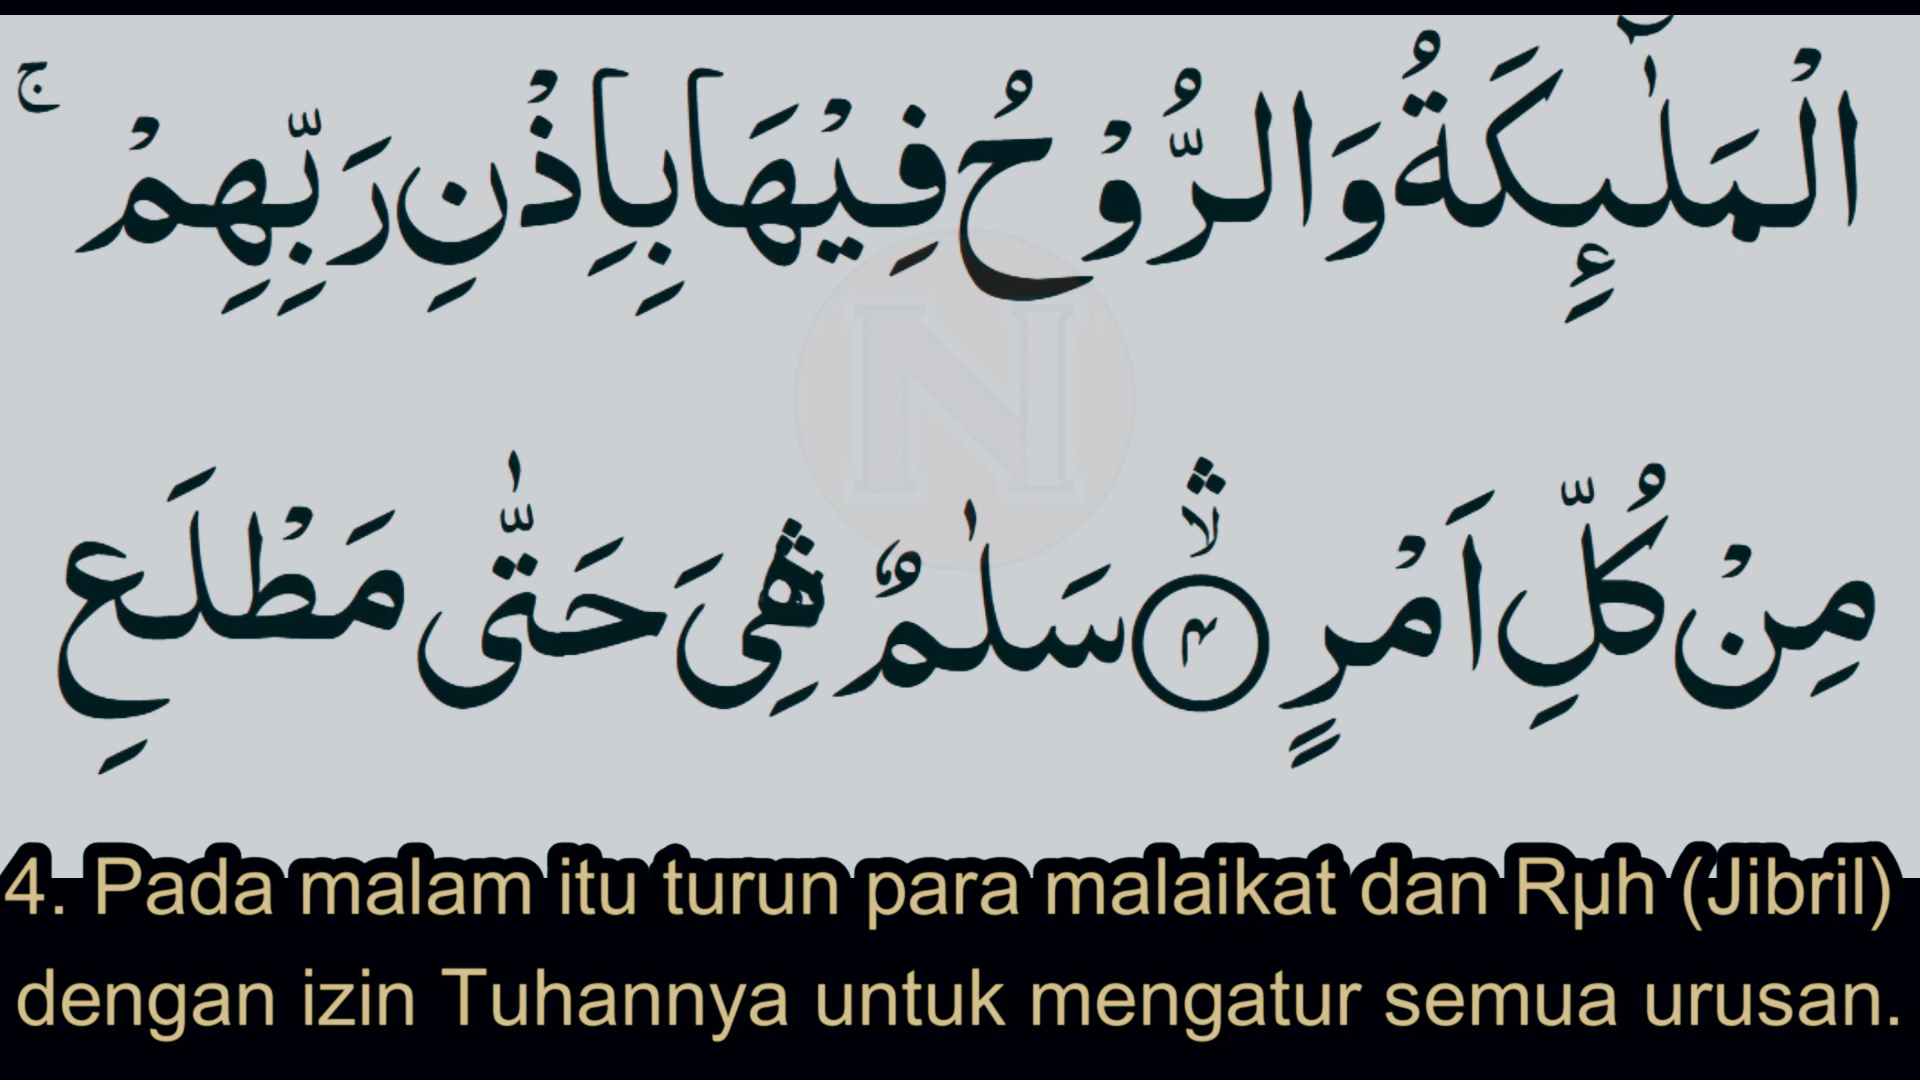 الْمَلٰۤىِٕكَةُ وَالرُّوْحُ فِيْهَا بِاِذْنِ رَبِّهِمْۚ
مِنْ كُلِّ اَمْرٍۛ ۙ ٤ سَلٰمٌ ۛهِيَ حَتّٰى مَطْلَعِ
N
4. Pada malam itu turun para malaikat dan Rµh (Jibril)
dengan izin Tuhannya untuk mengatur semua urusan.